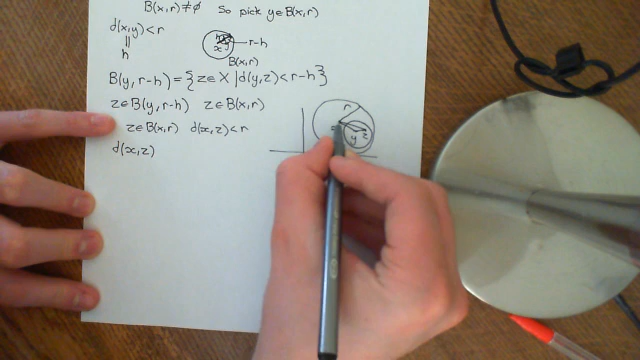 B(x,r)≠∅ So pick y∈B(x,r)
d(x,y)<r
=
h
h
x y
r-h
B(x,r)
B(y,r-h) = {z∈X | d(y,z)<r-h}
z∈B(y,r-h) z∈B(x,r)
z∈B(x,r) d(x,z)<r
d(x,z)
r
z
y